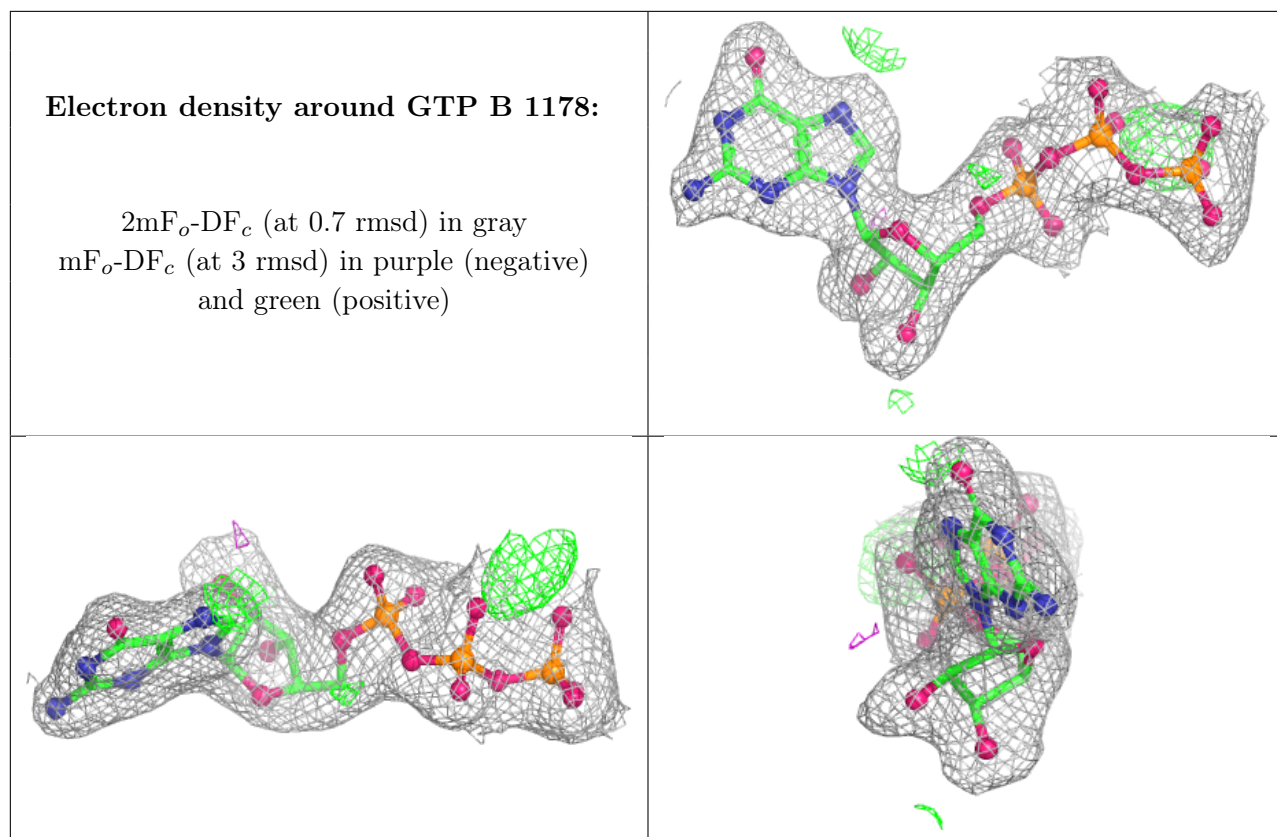 Electron density around GTP B 1178:
2mFo-DFc (at 0.7 rmsd) in gray
mFo-DFc (at 3 rmsd) in purple (negative)
and green (positive)